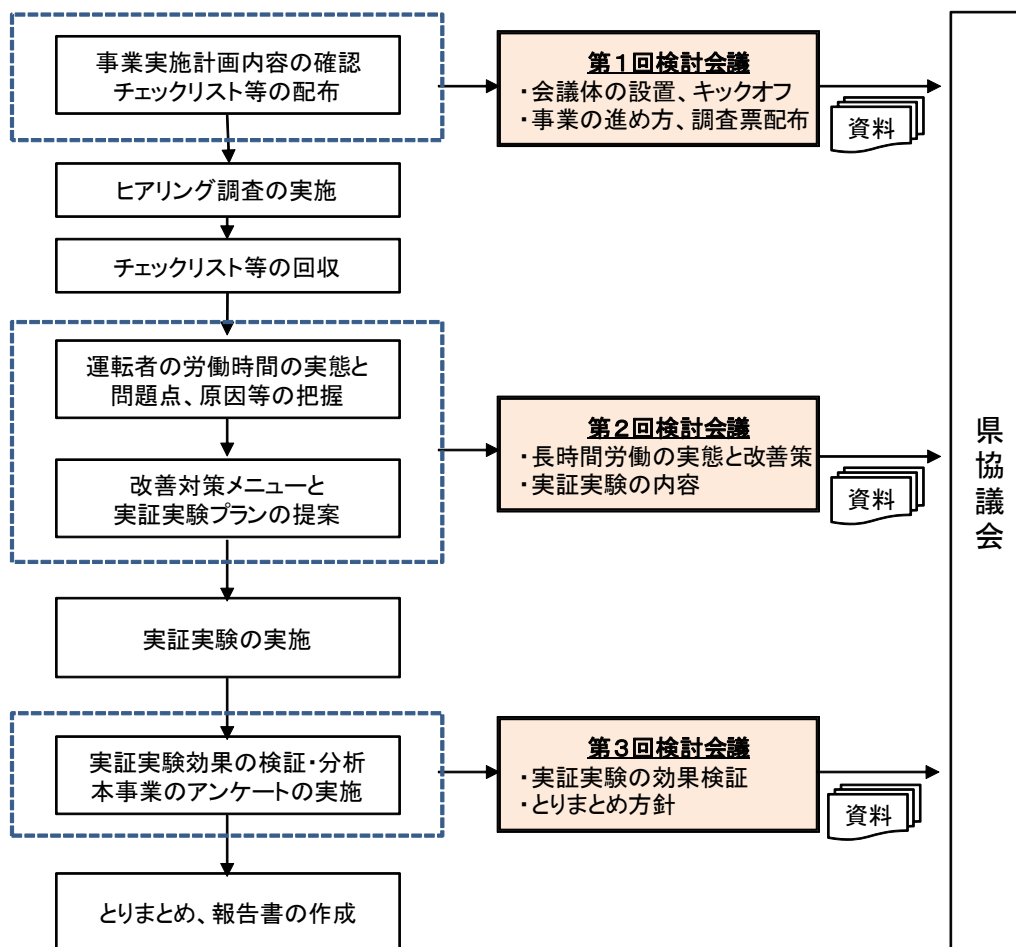 事業実施計画内容の確認
チェックリスト等の配布
第1回検討会議
・会議体の設置、キックオフ
・事業の進め方、調査票配布
資料
ヒアリング調査の実施
チェックリスト等の回収
運転者の労働時間の実態と
問題点、原因等の把握
改善対策メニューと
実証実験プランの提案
第2回検討会議
・長時間労働の実態と改善策
・実証実験の内容
資料
実証実験の実施
実証実験効果の検証・分析
本事業のアンケートの実施
第3回検討会議
・実証実験の効果検証
・とりまとめ方針
資料
とりまとめ、報告書の作成
県協議会